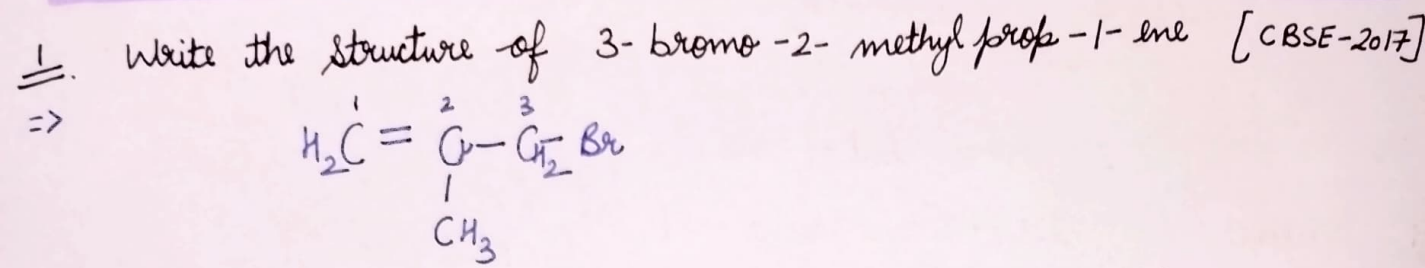 1. Write the structure of 3-bromo-2-methyl prop-1-ene [CBSE-2017]
=> 1 2 3
H₂C = C - CH₂ - Br
|
CH₃